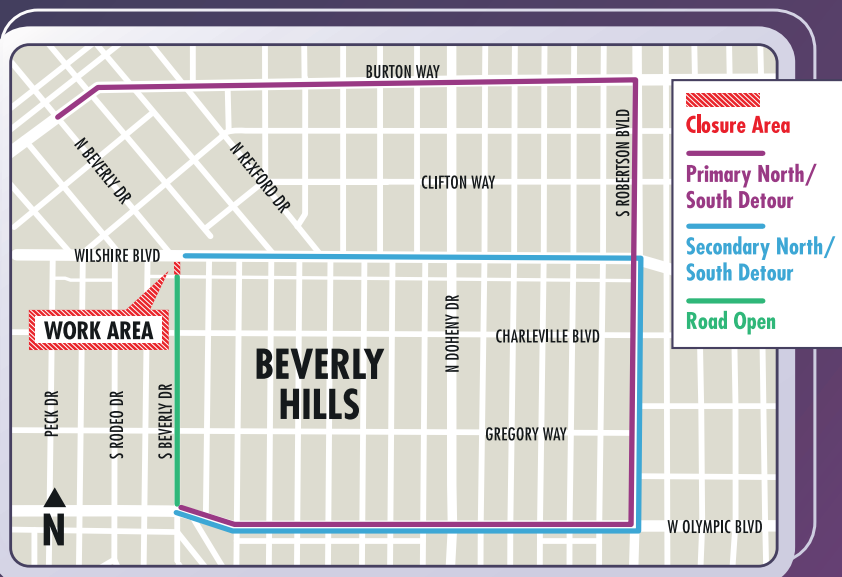 BURTON WAY
N BEVERLY DR
N REXFORD DR
S ROBERTSON BVLD
CLIFTON WAY
WILSHIRE BLVD
WORK AREA
BEVERLY
HILLS
N DOHENY DR
CHARLEVILLE BLVD
PECK DR
S RODEO DR
S BEVERLY DR
GREGORY WAY
N
W OLYMPIC BLVD
Closure Area
Primary North/
South Detour
Secondary North/
South Detour
Road Open